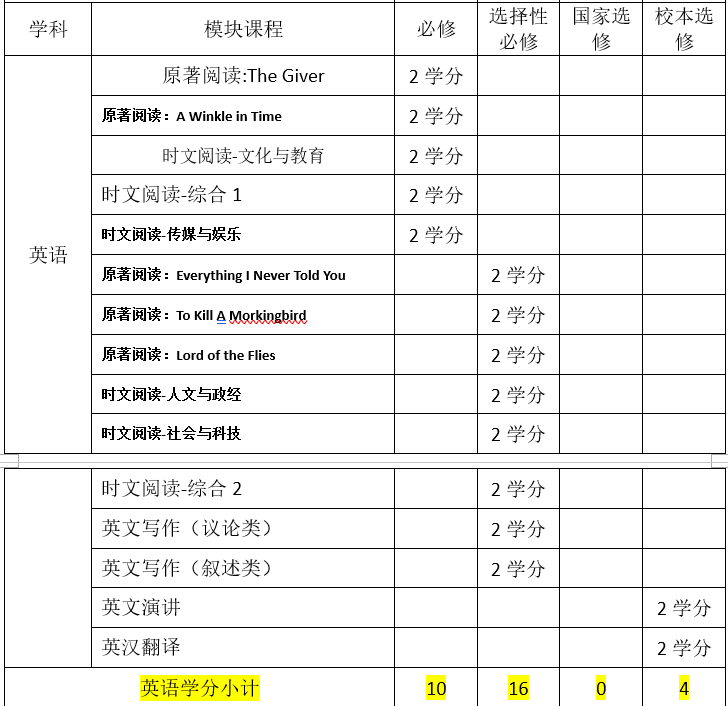 学科 模块课程 必修 选择性必修 国家选修 校本选修
英语
原著阅读:The Giver 2 学分
原著阅读：A Winkle in Time 2 学分
时文阅读-文化与教育 2 学分
时文阅读-综合 1 2 学分
时文阅读-传媒与娱乐 2 学分
原著阅读：Everything I Never Told You 2 学分
原著阅读：To Kill A Morkingbird 2 学分
原著阅读：Lord of the Flies 2 学分
时文阅读-人文与政经 2 学分
时文阅读-社会与科技 2 学分
时文阅读-综合 2 2 学分
英文写作（议论类） 2 学分
英文写作（叙述类） 2 学分
英文演讲 2 学分
英汉翻译 2 学分
英语学分小计 10 16 0 4